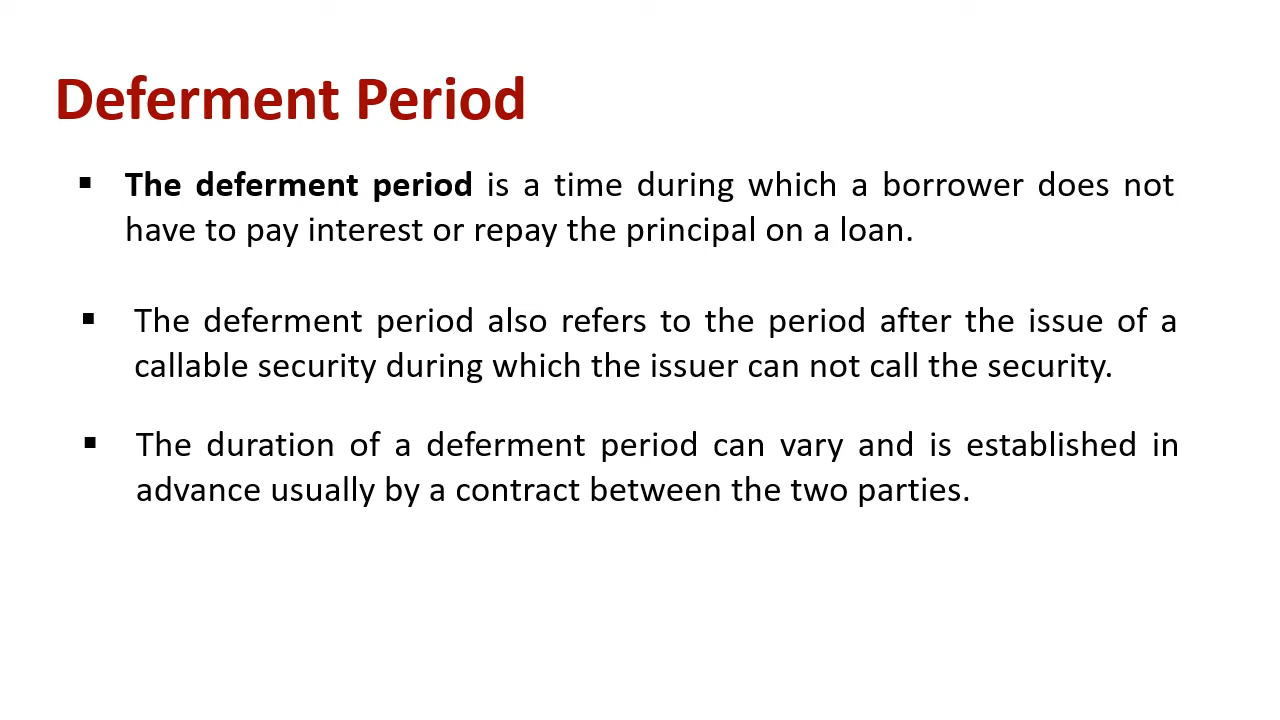 Deferment Period
▪ The deferment period is a time during which a borrower does not
have to pay interest or repay the principal on a loan.
▪ The deferment period also refers to the period after the issue of a
callable security during which the issuer can not call the security.
▪ The duration of a deferment period can vary and is established in
advance usually by a contract between the two parties.